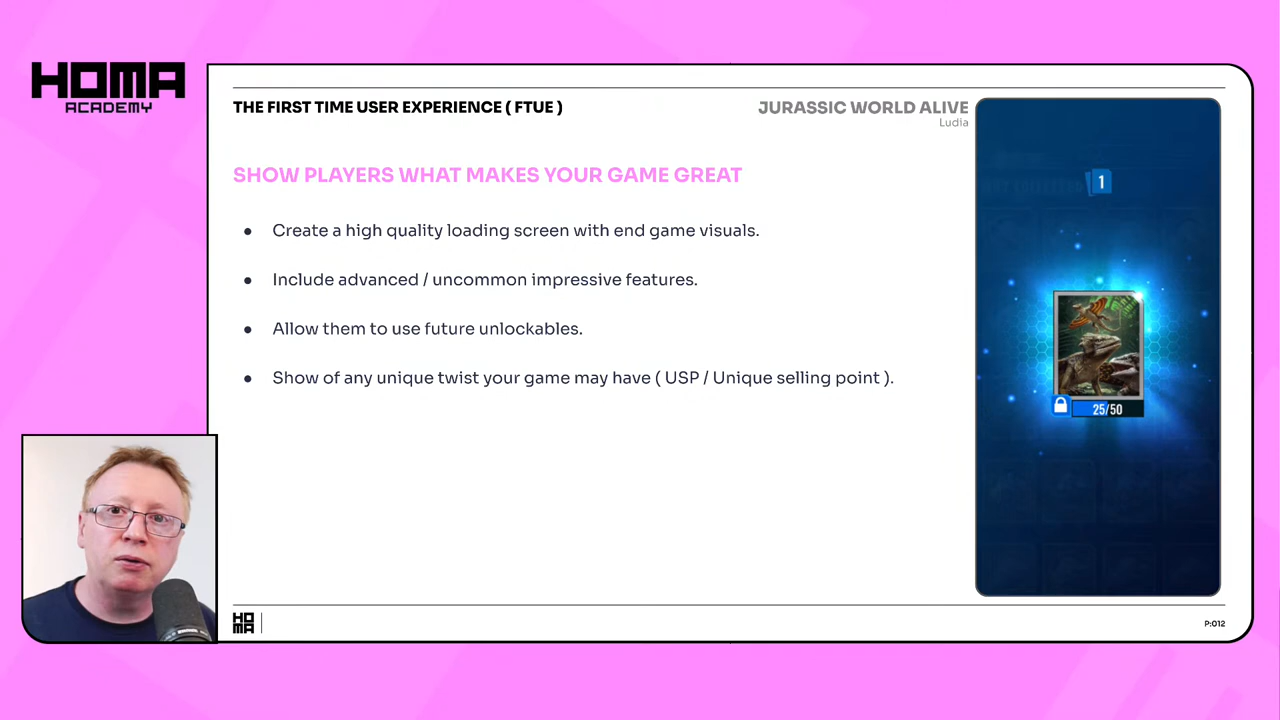 HOMA
ACADEMY
THE FIRST TIME USER EXPERIENCE ( FTUE )
JURASSIC WORLD ALIVE
Ludia
SHOW PLAYERS WHAT MAKES YOUR GAME GREAT
● Create a high quality loading screen with end game visuals.
● Include advanced / uncommon impressive features.
● Allow them to use future unlockables.
● Show of any unique twist your game may have ( USP / Unique selling point ).
1
25/50
HO
MA
P:012